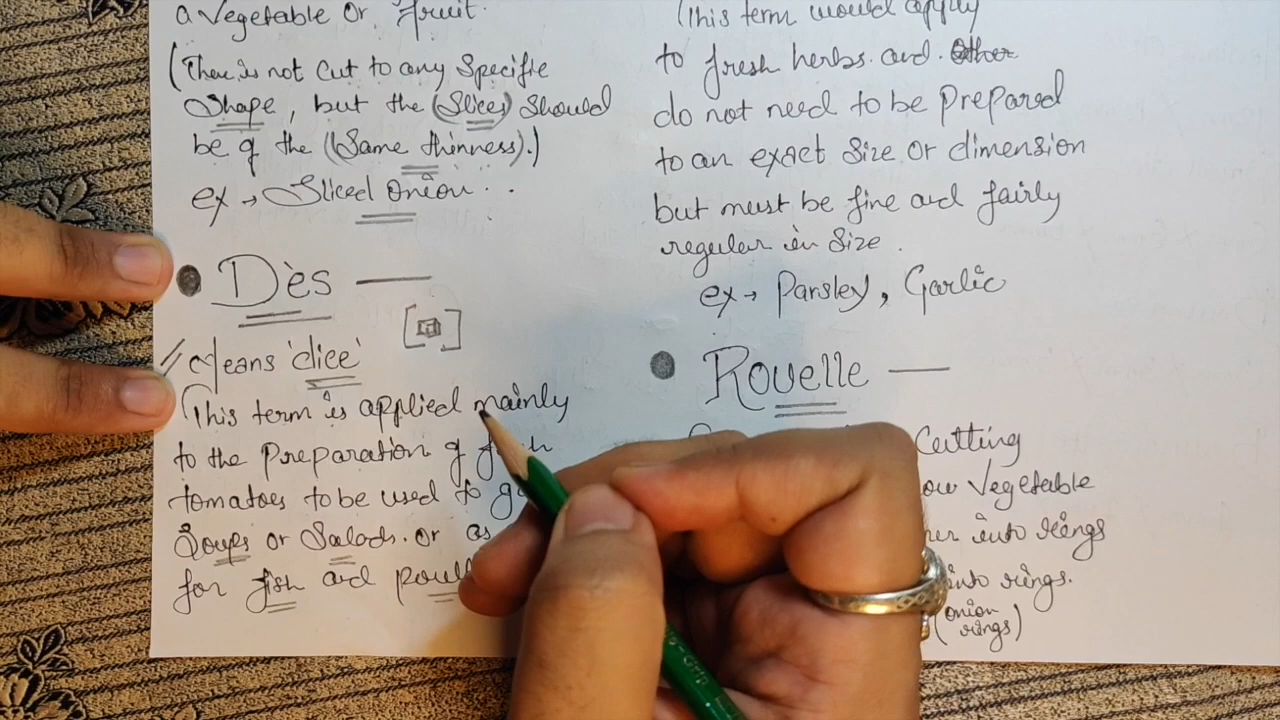 a Vegetable Or Fruit.
(There is not Cut to any Specific
Shape, but the (Slices) Should
be of the (Same thinness).)
ex → Sliced Onion . .
Dès —
Means 'dice'
This term is applied mainly
to the Preparation of
tomatoes to be used to
Soups or Salads. or as
for fish and
This term would apply
to fresh herbs. and. Other
do not need to be Prepared
to an exact Size or dimension
but must be fine and fairly
regular in Size .
ex → Parsley, Garlic
Rouelle —
Cutting
Vegetable
into rings
into rings.
(onion
rings)